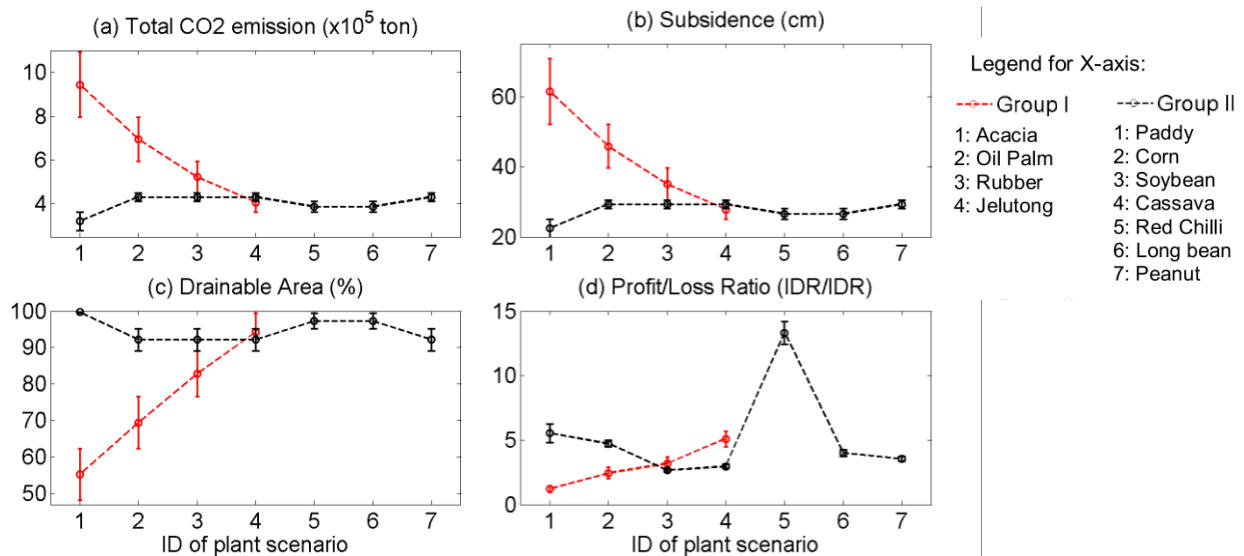 (a) Total CO2 emission (x10⁵ ton)
10
8
6
4
1 2 3 4 5 6 7
(b) Subsidence (cm)
60
40
20
1 2 3 4 5 6 7
(c) Drainable Area (%)
100
90
80
70
60
50
1 2 3 4 5 6 7
ID of plant scenario
(d) Profit/Loss Ratio (IDR/IDR)
15
10
5
0
1 2 3 4 5 6 7
ID of plant scenario
Legend for X-axis:
Group I
1: Acacia
2: Oil Palm
3: Rubber
4: Jelutong
Group II
1: Paddy
2: Corn
3: Soybean
4: Cassava
5: Red Chilli
6: Long bean
7: Peanut